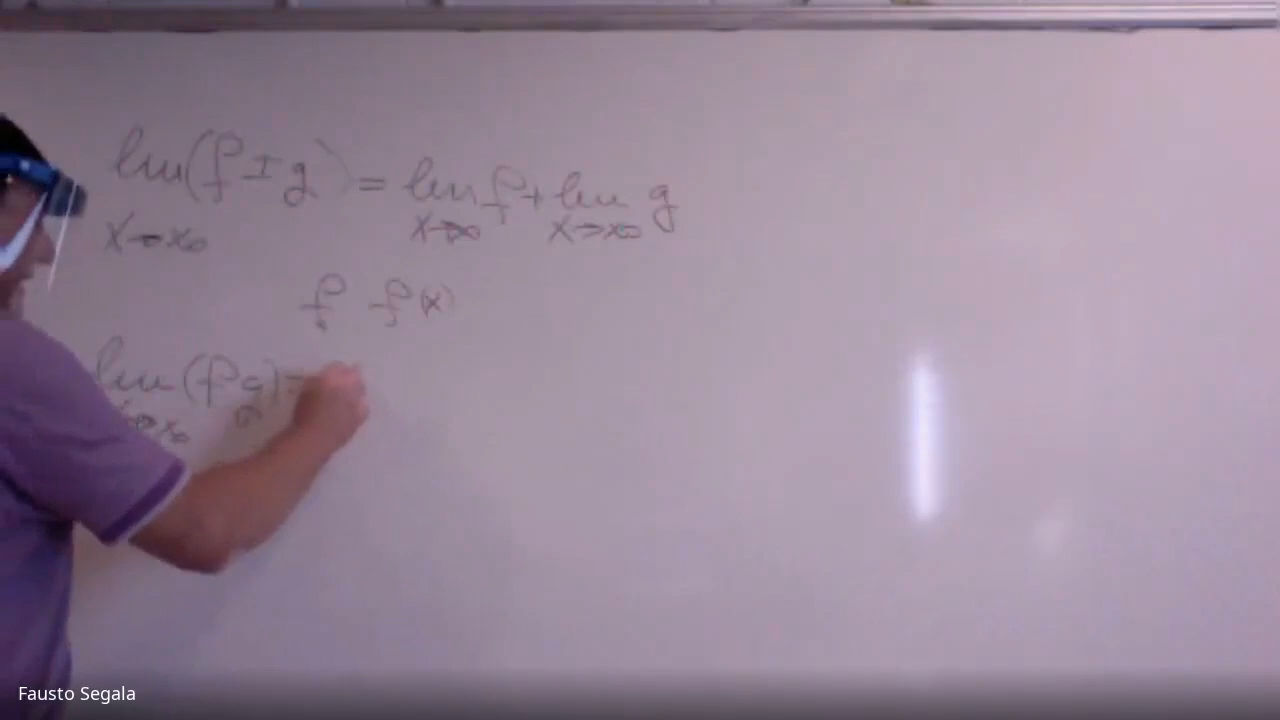 lim (f ± g) = lim f + lim g
x→x₀ x→x₀ x→x₀
f f(x)
lim (f g) =
x→x₀
Fausto Segala